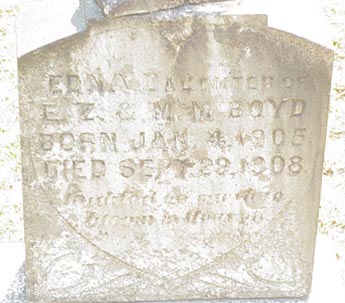 EDNA DAUGHTER OF
E. Z. & M. M. BOYD
BORN JAN. 4, 1905
DIED SEPT. 29, 1908
Budded on earth to
bloom in Heaven